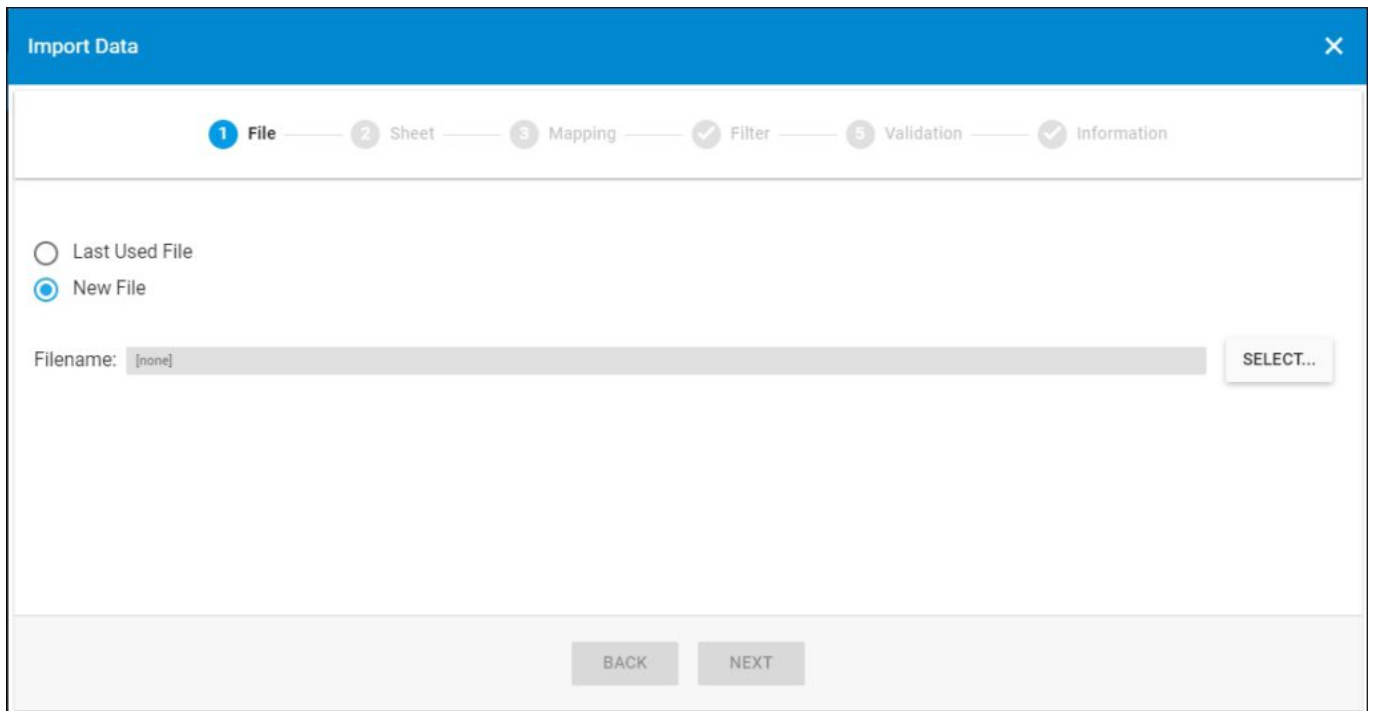 Import Data
1 File 2 Sheet 3 Mapping Filter 5 Validation Information
Last Used File
New File
Filename: [none] SELECT...
BACK NEXT